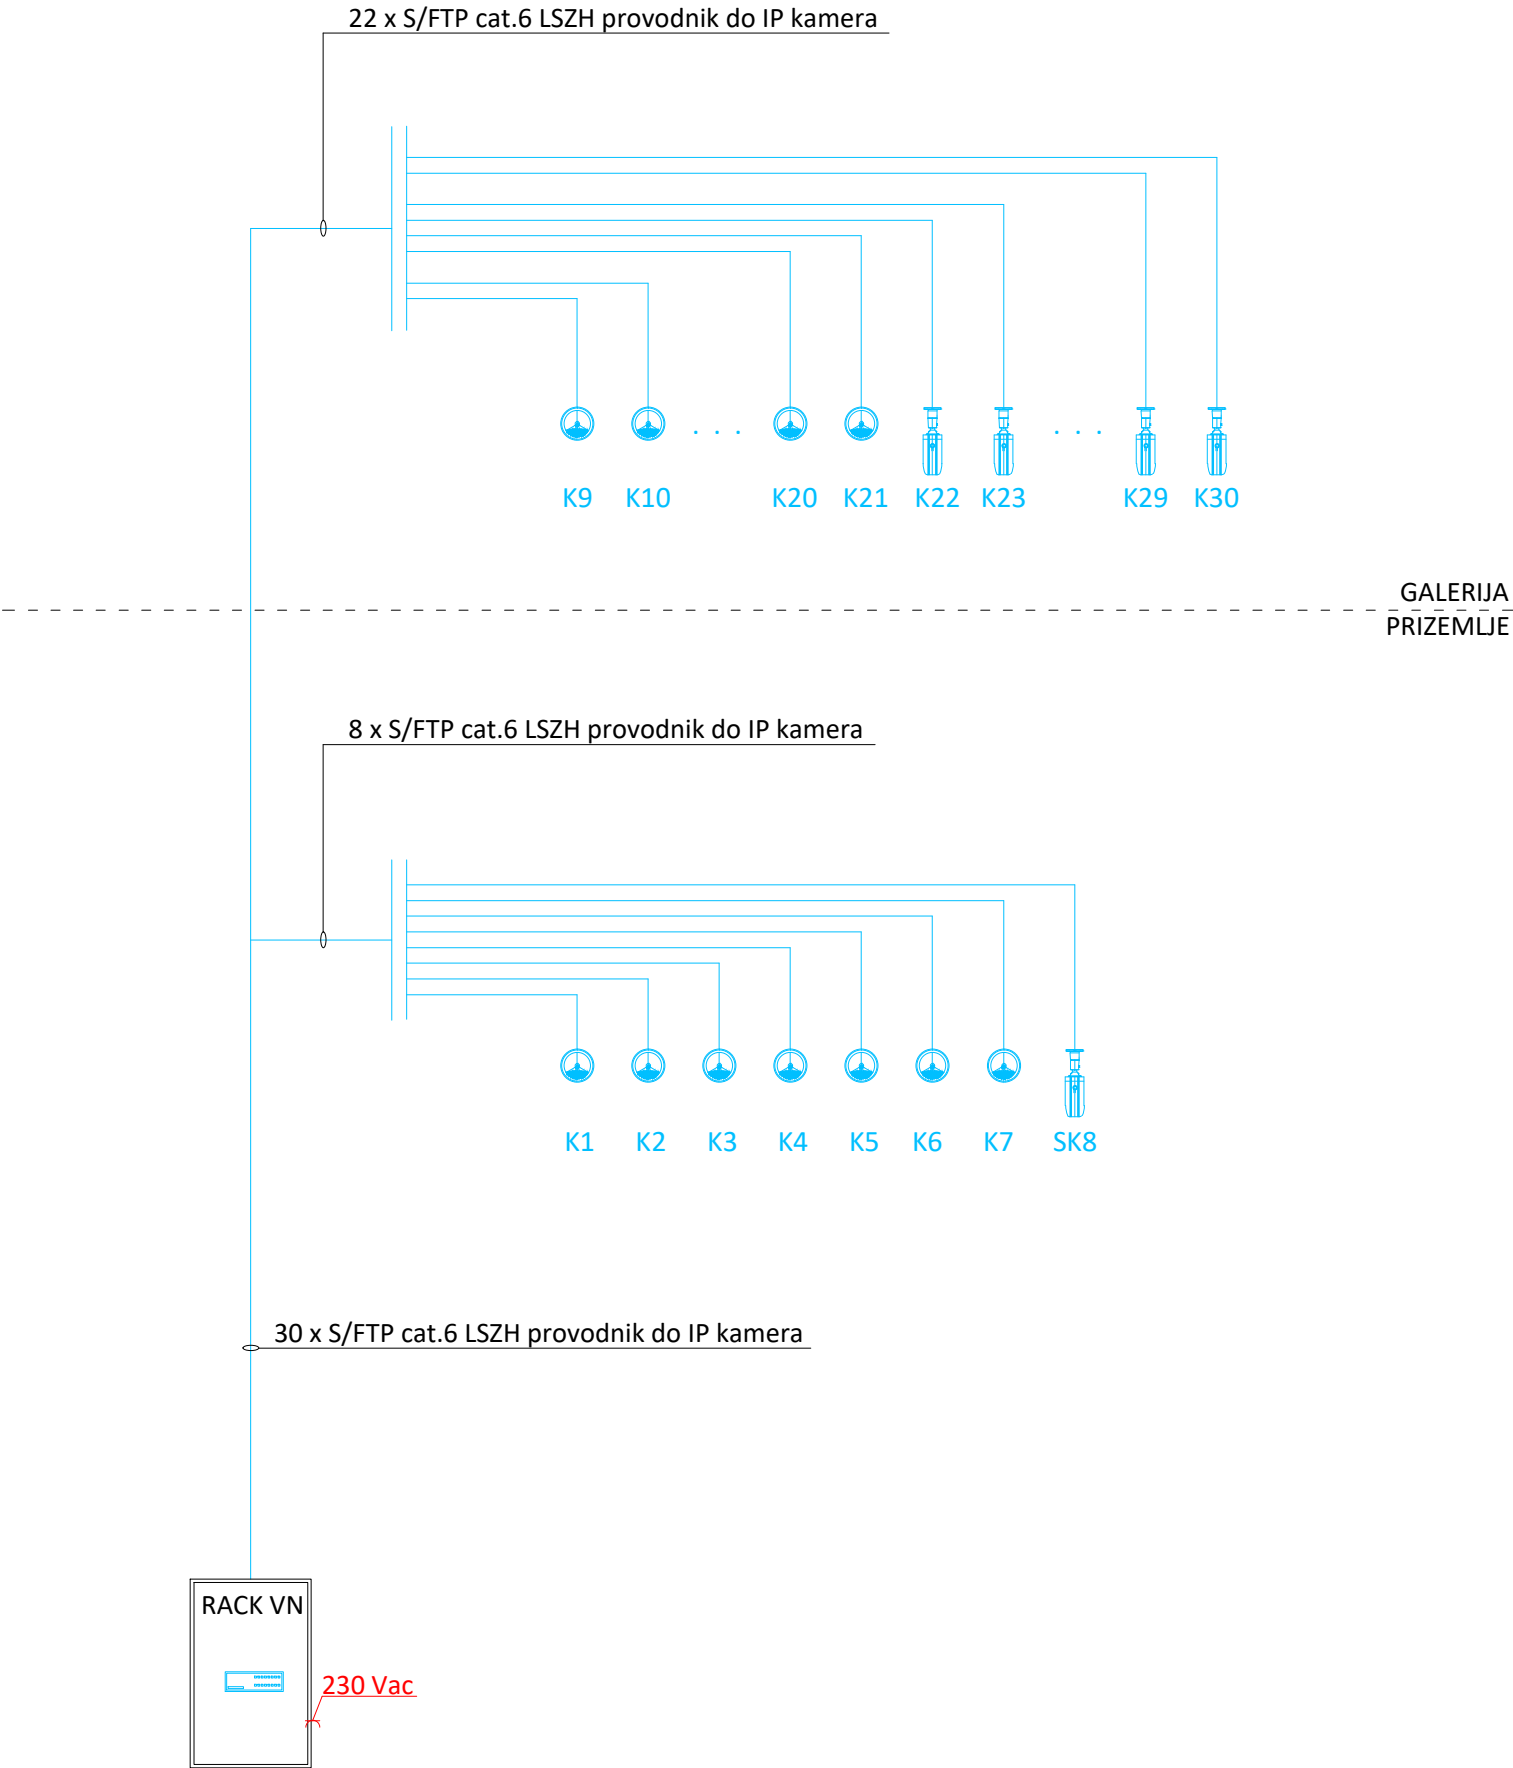 22 x S/FTP cat.6 LSZH provodnik do IP kamera
K9 K10 . . . K20 K21 K22 K23 . . . K29 K30
GALERIJA
PRIZEMLJE
8 x S/FTP cat.6 LSZH provodnik do IP kamera
K1 K2 K3 K4 K5 K6 K7 SK8
30 x S/FTP cat.6 LSZH provodnik do IP kamera
RACK VN
230 Vac